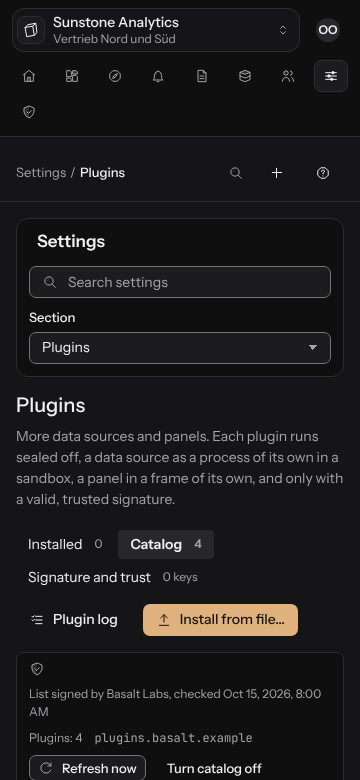 Sunstone Analytics
Vertrieb Nord und Süd
OO
Settings / Plugins
Settings
Search settings
Section
Plugins
Plugins
More data sources and panels. Each plugin runs
sealed off, a data source as a process of its own in a
sandbox, a panel in a frame of its own, and only with
a valid, trusted signature.
Installed 0 Catalog 4
Signature and trust 0 keys
Plugin log Install from file...
List signed by Basalt Labs, checked Oct 15, 2026, 8:00
AM
Plugins: 4 plugins.basalt.example
Refresh now Turn catalog off